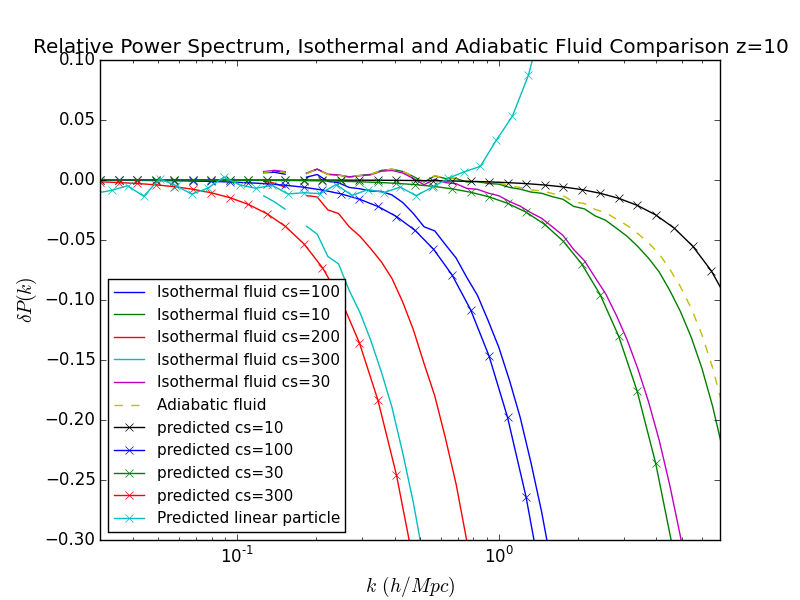 Relative Power Spectrum, Isothermal and Adiabatic Fluid Comparison z=10
0.10
0.05
0.00
−0.05
−0.10
−0.15
−0.20
−0.25
−0.30
δP(k)
Isothermal fluid cs=100
Isothermal fluid cs=10
Isothermal fluid cs=200
Isothermal fluid cs=300
Isothermal fluid cs=30
Adiabatic fluid
predicted cs=10
predicted cs=100
predicted cs=30
predicted cs=300
Predicted linear particle
10⁻¹ 10⁰
k (h/Mpc)